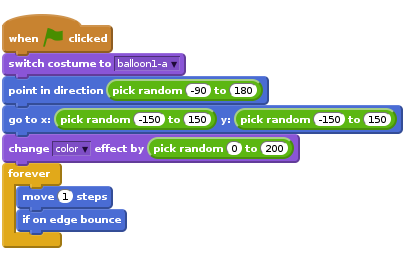 when clicked
switch costume to balloon1-a
point in direction pick random -90 to 180
go to x: pick random -150 to 150 y: pick random -150 to 150
change color effect by pick random 0 to 200
forever
move 1 steps
if on edge bounce